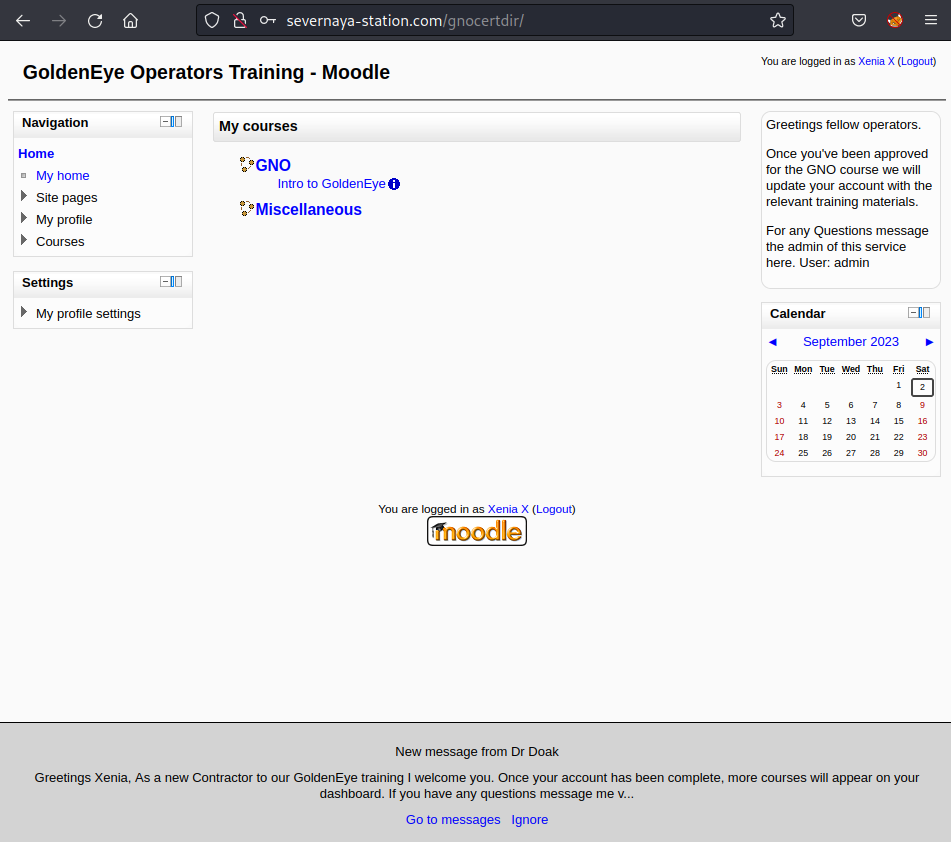 severnaya-station.com/gnocertdir/
GoldenEye Operators Training - Moodle
You are logged in as Xenia X (Logout)
Navigation
Home
My home
Site pages
My profile
Courses
Settings
My profile settings
My courses
GNO
Intro to GoldenEye
Miscellaneous
Greetings fellow operators.
Once you've been approved
for the GNO course we will
update your account with the
relevant training materials.
For any Questions message
the admin of this service
here. User: admin
Calendar
◄ September 2023 ►
Sun Mon Tue Wed Thu Fri Sat
1 2
3 4 5 6 7 8 9
10 11 12 13 14 15 16
17 18 19 20 21 22 23
24 25 26 27 28 29 30
You are logged in as Xenia X (Logout)
moodle
New message from Dr Doak
Greetings Xenia, As a new Contractor to our GoldenEye training I welcome you. Once your account has been complete, more courses will appear on your
dashboard. If you have any questions message me v...
Go to messages Ignore